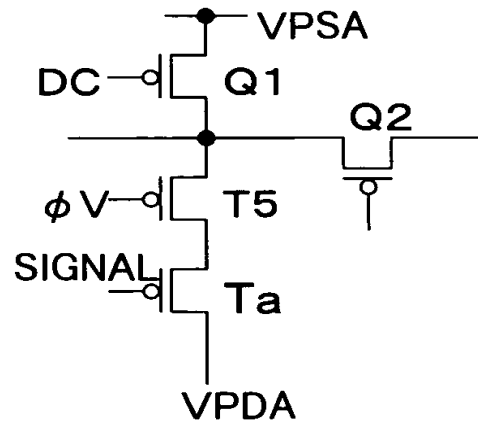 VPSA
DC
Q1
Q2
φV
T5
SIGNAL
Ta
VPDA